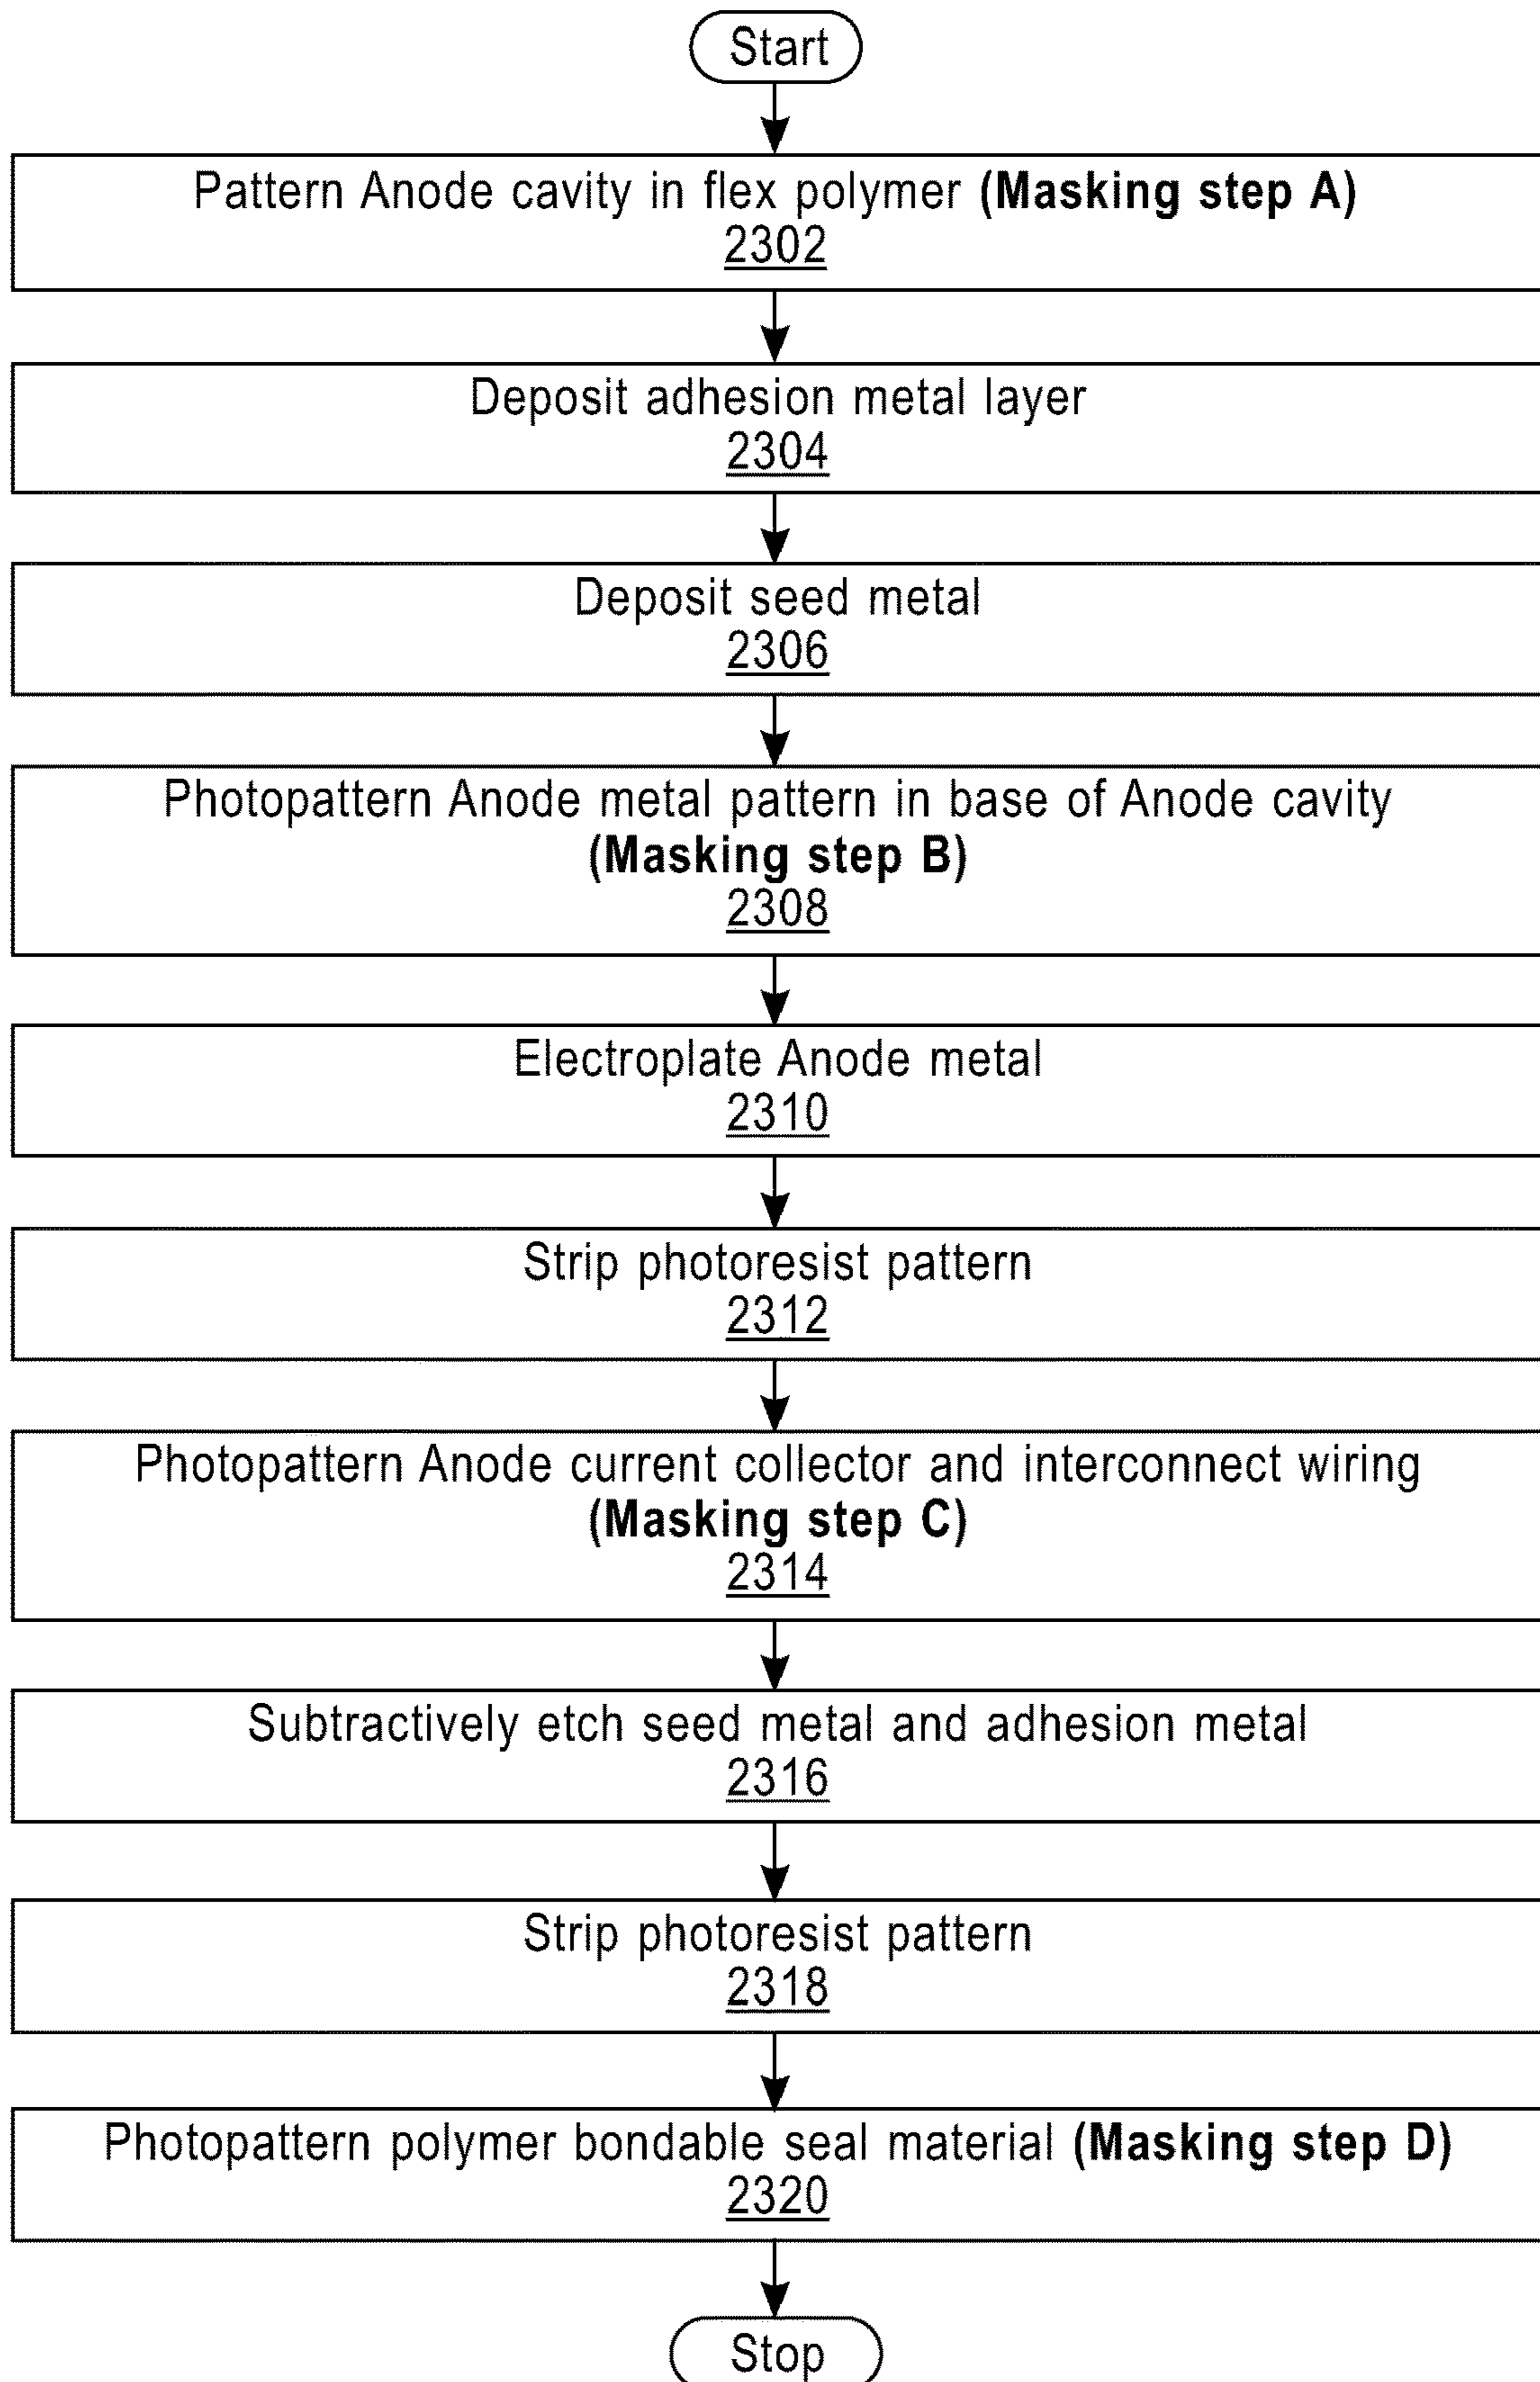 Start
Pattern Anode cavity in flex polymer (Masking step A)
2302
Deposit adhesion metal layer
2304
Deposit seed metal
2306
Photopattern Anode metal pattern in base of Anode cavity
(Masking step B)
2308
Electroplate Anode metal
2310
Strip photoresist pattern
2312
Photopattern Anode current collector and interconnect wiring
(Masking step C)
2314
Subtractively etch seed metal and adhesion metal
2316
Strip photoresist pattern
2318
Photopattern polymer bondable seal material (Masking step D)
2320
Stop